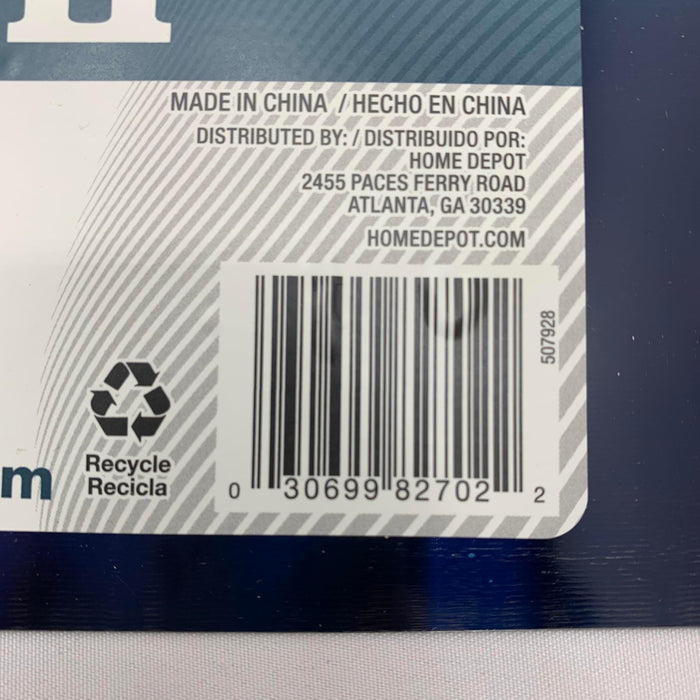 MADE IN CHINA / HECHO EN CHINA
DISTRIBUTED BY: / DISTRIBUIDO POR:
HOME DEPOT
2455 PACES FERRY ROAD
ATLANTA, GA 30339
HOMEDEPOT.COM
507928
Recycle
Recicla
m
0 30699 82702 2